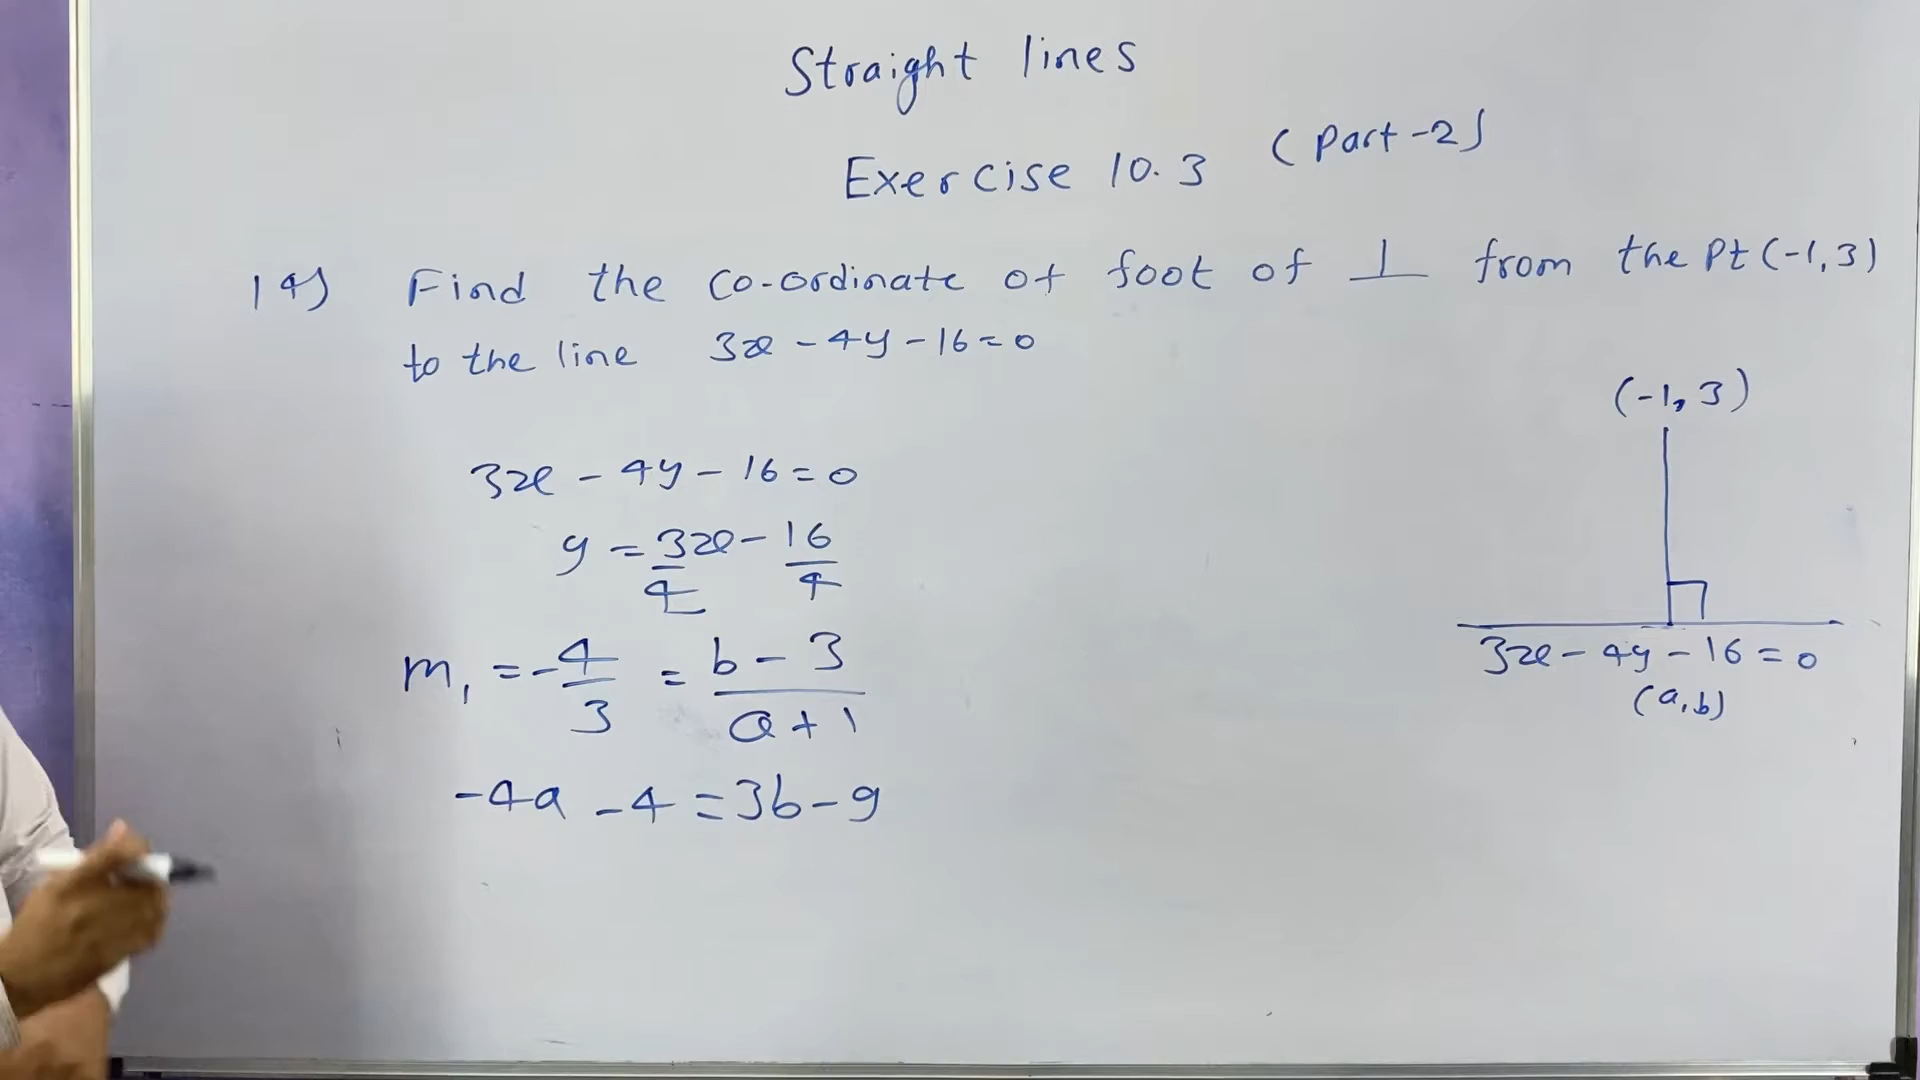 Straight lines
Exercise 10.3 (Part-2)
14) Find the co-ordinate of foot of ⊥ from the Pt (-1,3)
to the line 3x - 4y - 16 = 0
(-1, 3)
3x - 4y - 16 = 0
y = 3x/4 - 16/4
m₁ = -4/3 = b - 3/a + 1
-4a - 4 = 3b - 9
3x - 4y - 16 = 0
(a,b)